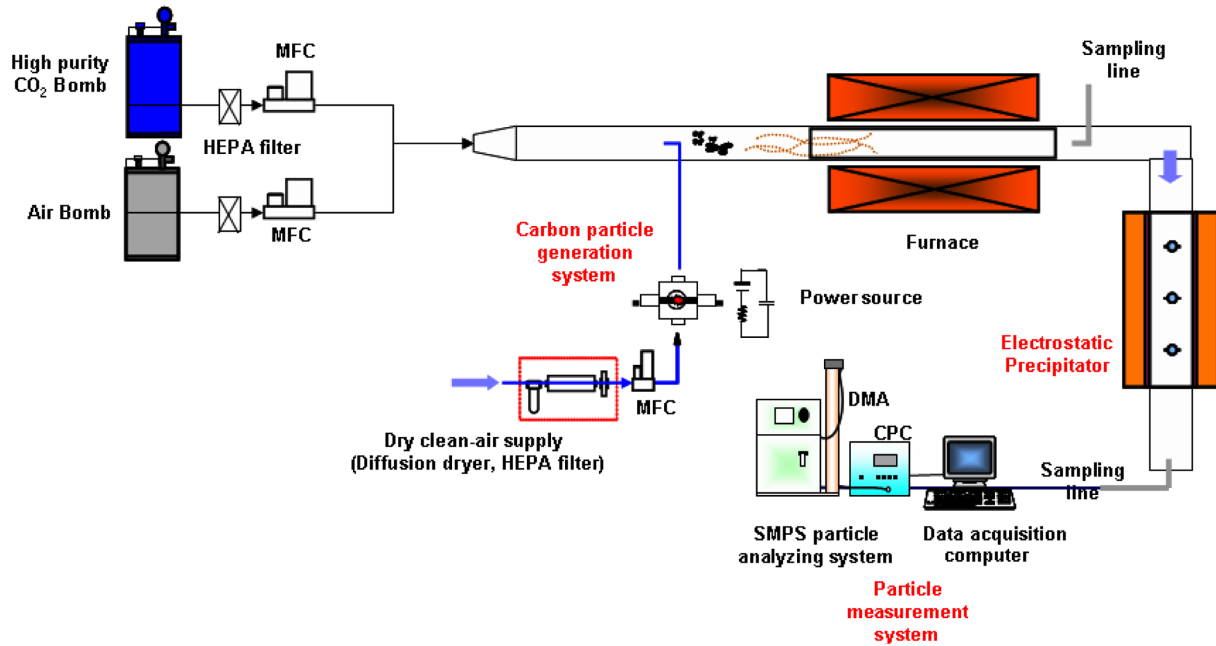 High purity
CO₂ Bomb
MFC
HEPA filter
Air Bomb
MFC
Sampling
line
Furnace
Carbon particle
generation
system
Power source
Electrostatic
Precipitator
MFC
Dry clean-air supply
(Diffusion dryer, HEPA filter)
DMA
CPC
Sampling
line
SMPS particle
analyzing system
Data acquisition
computer
Particle
measurement
system